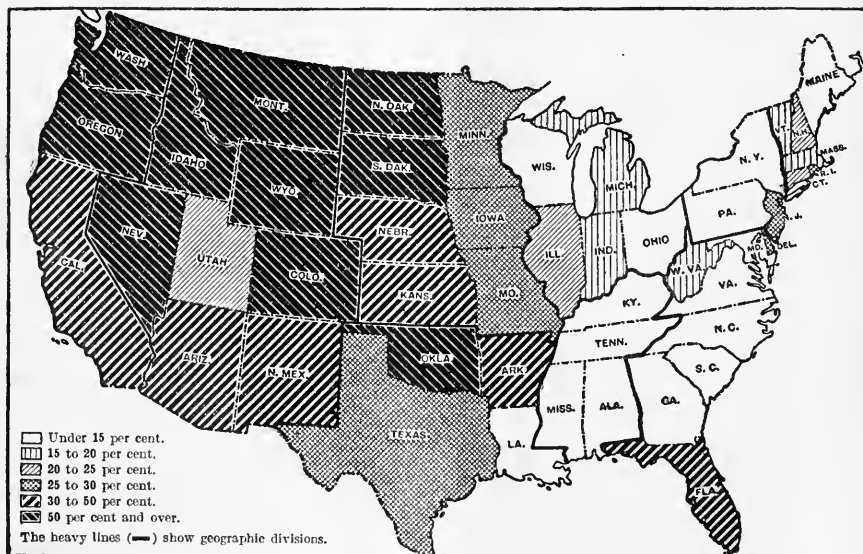 WASH.
MONT.
N. DAK.
MINN.
MAINE
OREGON
IDAHO
S. DAK.
WIS.
MICH.
N. Y.
VT.
N.H.
MASS.
R. I.
CT.
WYO.
NEBR.
IOWA
PA.
N. J.
NEV.
UTAH
COLO.
ILL.
IND.
OHIO
MD.
DEL.
CAL.
KANS.
MO.
W. VA.
VA.
KY.
ARIZ.
N. MEX.
OKLA.
ARK.
TENN.
N. C.
S. C.
TEXAS
LA.
MISS.
ALA.
GA.
FLA.
Under 15 per cent.
15 to 20 per cent.
20 to 25 per cent.
25 to 30 per cent.
30 to 50 per cent.
50 per cent and over.
The heavy lines (▬) show geographic divisions.